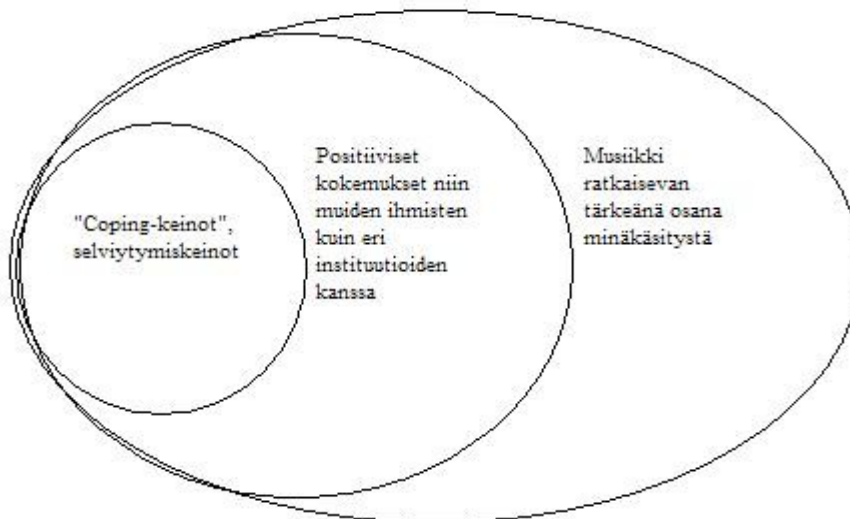 "Coping-keinot",
selviytymiskeinot
Positiiviset
kokemukset niin
muiden ihmisten
kuin eri
instituutioiden
kanssa
Musiikki
ratkaisevan
tärkeänä osana
minäkäsitystä